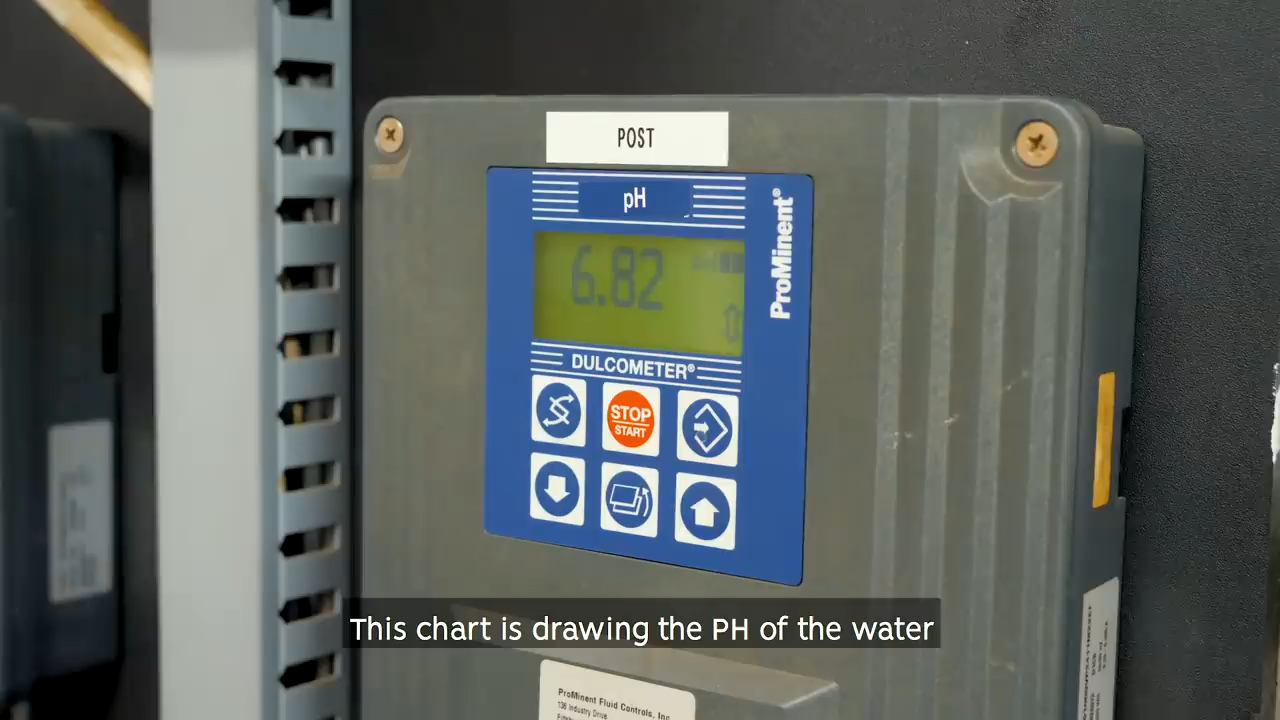 POST
pH
ProMinent®
6.82
DULCOMETER®
STOP
START
This chart is drawing the PH of the water
ProMinent Fluid Controls, Inc.
136 Industry Drive